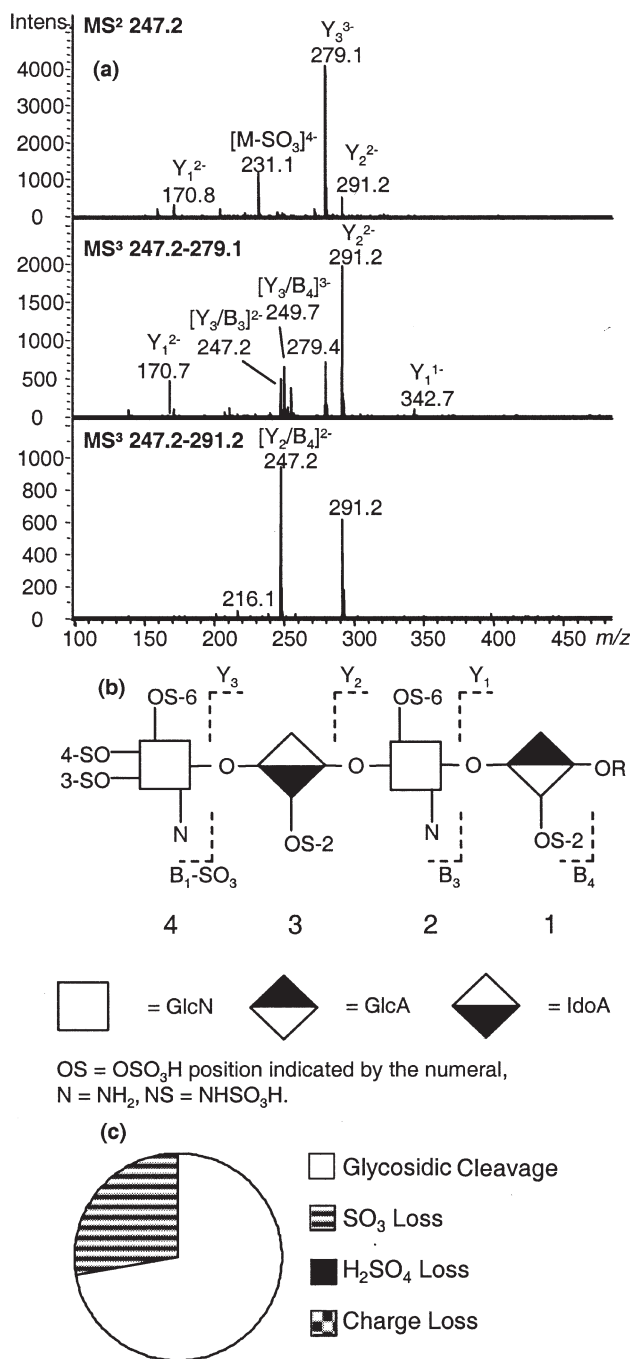 Intens.
MS² 247.2
(a)
Y₃³⁻
279.1
[M-SO₃]⁴⁻
231.1
Y₁²⁻
170.8
Y₂²⁻
291.2
4000
3000
2000
1000
0
MS³ 247.2-279.1
Y₂²⁻
291.2
[Y₃/B₄]³⁻
249.7
[Y₃/B₃]²⁻
247.2
279.4
Y₁²⁻
170.7
Y₁¹⁻
342.7
2000
1500
1000
500
0
MS³ 247.2-291.2
[Y₂/B₄]²⁻
247.2
291.2
216.1
1000
800
600
400
200
0
100 150 200 250 300 350 400 450 m/z
(b)
Y₃ Y₂ Y₁
OS-6 OS-6
4-SO
3-SO
O O O OR
N OS-2 N OS-2
B₁-SO₃ B₃ B₄
4 3 2 1
= GlcN = GlcA = IdoA
OS = OSO₃H position indicated by the numeral,
N = NH₂, NS = NHSO₃H.
(c)
Glycosidic Cleavage
SO₃ Loss
H₂SO₄ Loss
Charge Loss